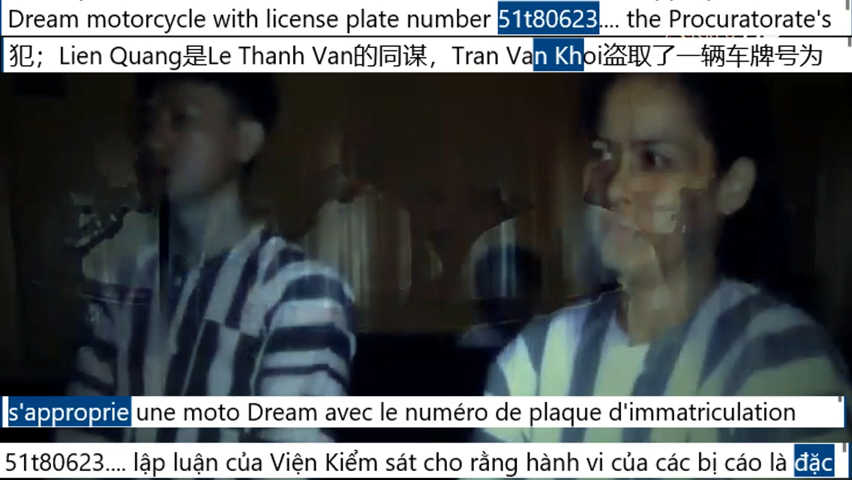 Dream motorcycle with license plate number 51t80623.... the Procuratorate's
犯；Lien Quang是Le Thanh Van的同谋，Tran Van Khoi盗取了一辆车牌号为
s'approprie une moto Dream avec le numéro de plaque d'immatriculation
51t80623.... lập luận của Viện Kiểm sát cho rằng hành vi của các bị cáo là đặc